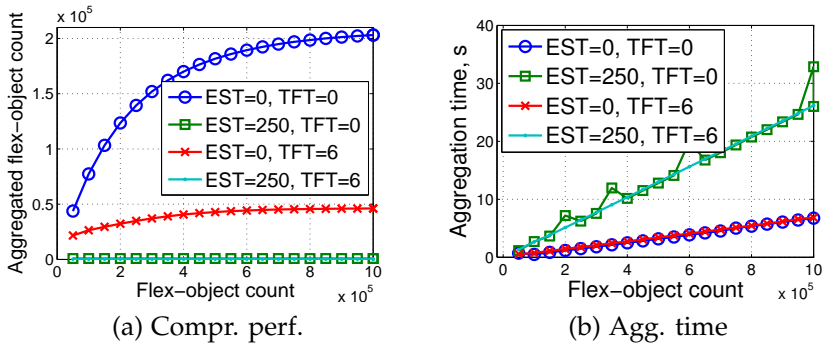 x 10^5
2
1.5
1
0.5
0
0 2 4 6 8 10
x 10^5
Aggregated flex−object count
Flex−object count
EST=0, TFT=0
EST=250, TFT=0
EST=0, TFT=6
EST=250, TFT=6
(a) Compr. perf.
40
30
20
10
0
0 2 4 6 8 10
x 10^5
Aggregation time, s
Flex−object count
EST=0, TFT=0
EST=250, TFT=0
EST=0, TFT=6
EST=250, TFT=6
(b) Agg. time